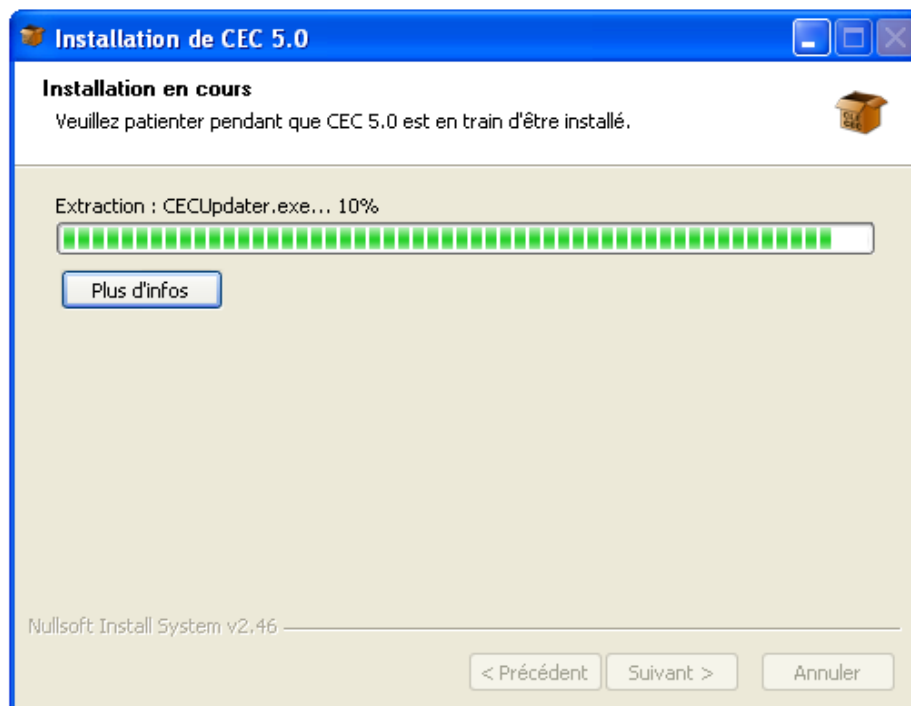 Installation de CEC 5.0
Installation en cours
Veuillez patienter pendant que CEC 5.0 est en train d'être installé.
Extraction : CECUpdater.exe... 10%
Plus d'infos
Nullsoft Install System v2.46
< Précédent Suivant > Annuler